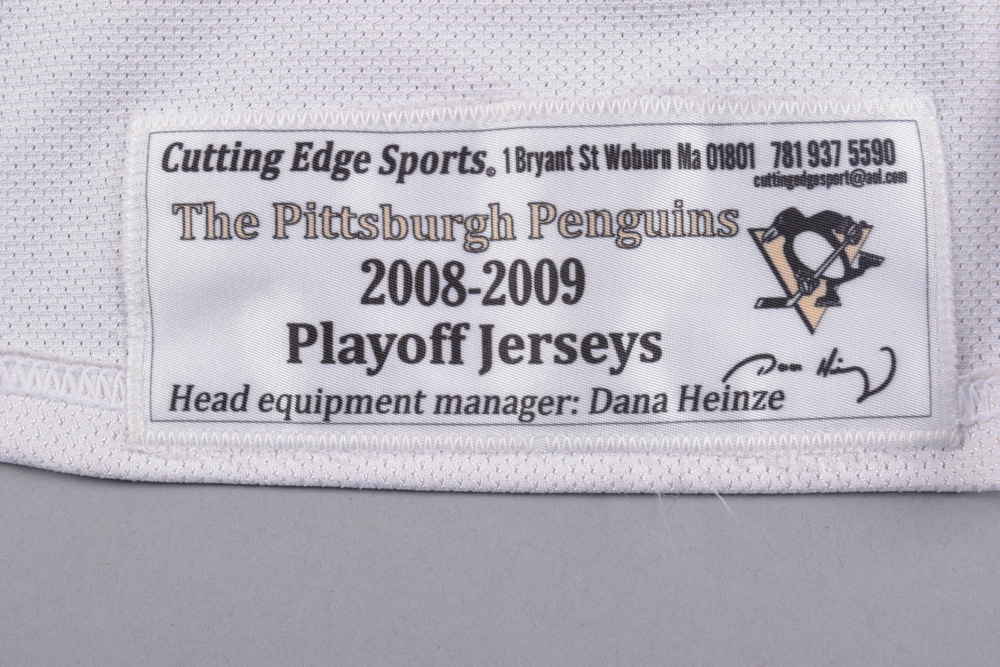 Cutting Edge Sports. 1 Bryant St Woburn Ma 01801 781 937 5590
cuttingedgesport@aol.com
The Pittsburgh Penguins
2008-2009
Playoff Jerseys
Head equipment manager: Dana Heinze